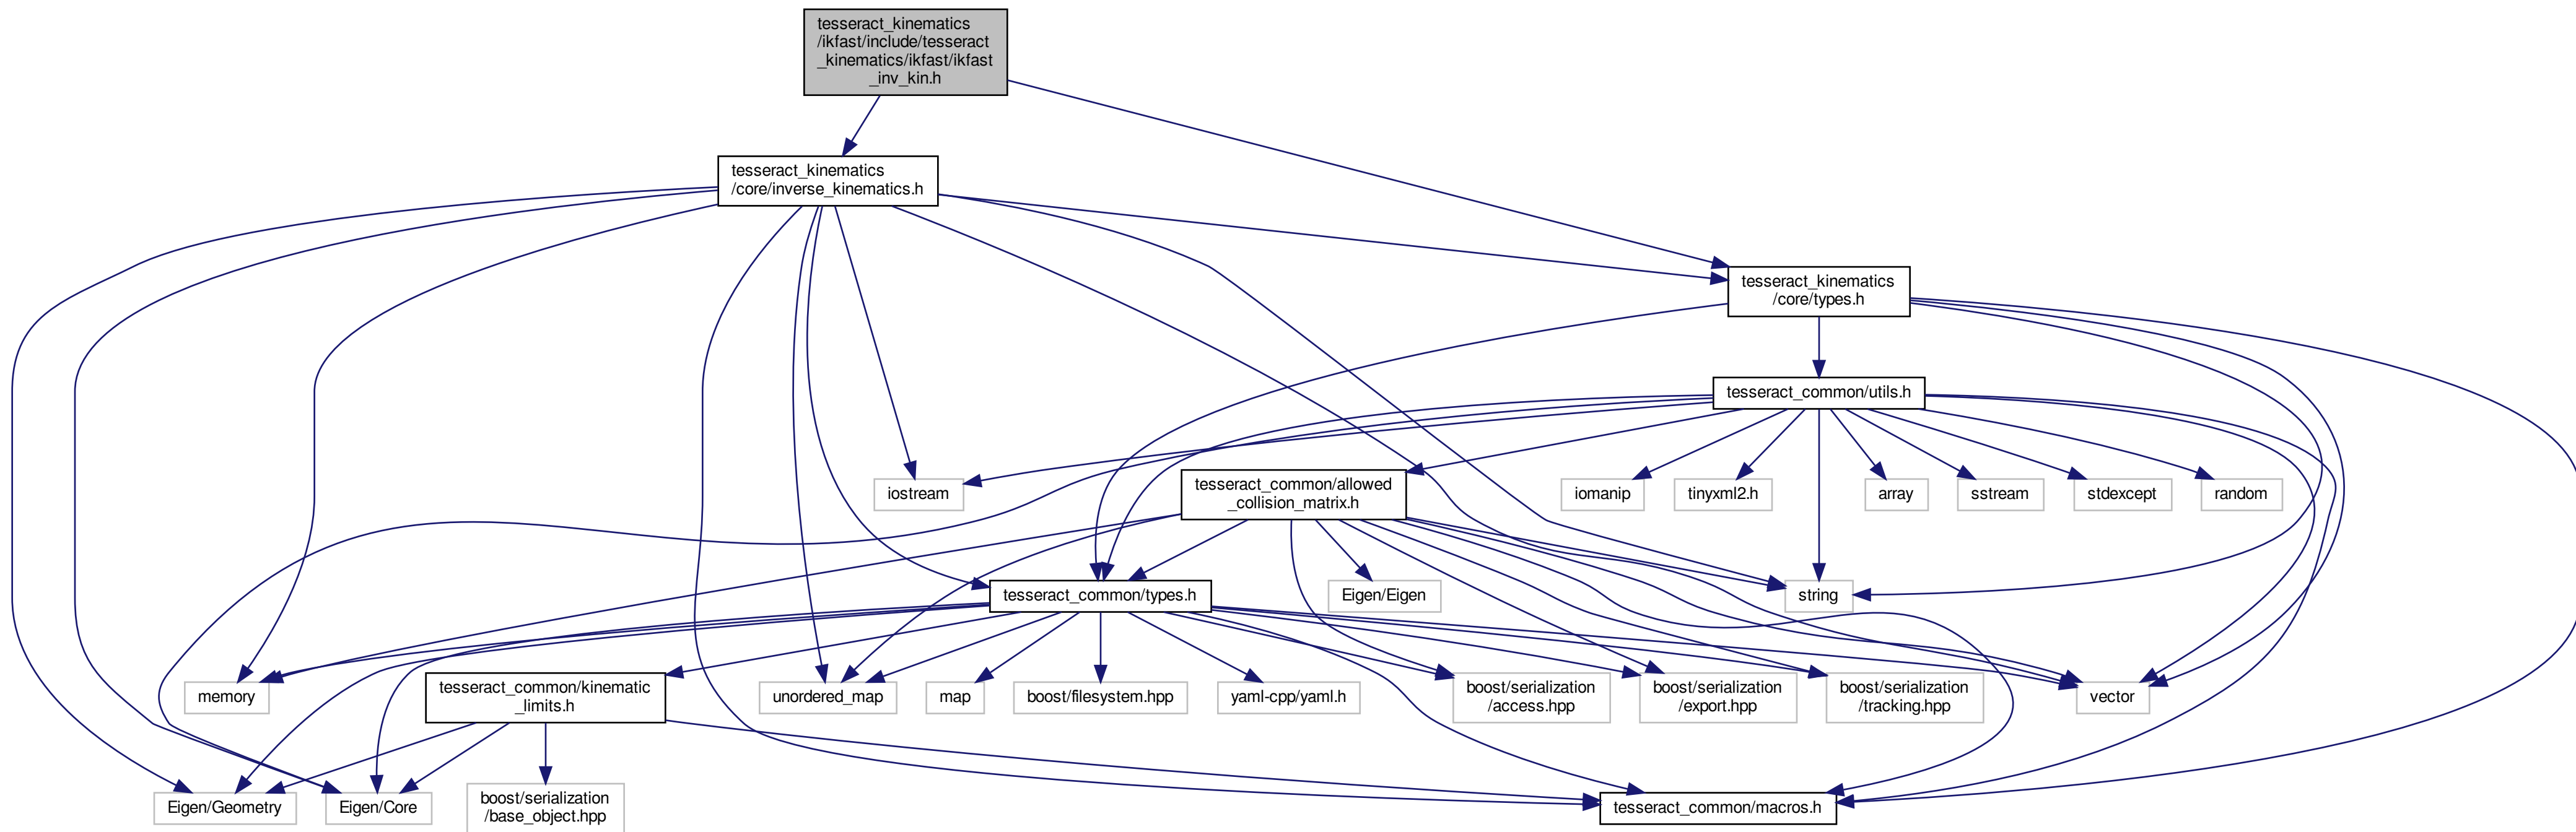 tesseract_kinematics
/ikfast/include/tesseract
_kinematics/ikfast/ikfast
_inv_kin.h
tesseract_kinematics
/core/inverse_kinematics.h
tesseract_kinematics
/core/types.h
tesseract_common/utils.h
iostream
tesseract_common/allowed
_collision_matrix.h
iomanip
tinyxml2.h
array
sstream
stdexcept
random
tesseract_common/types.h
Eigen/Eigen
string
memory
tesseract_common/kinematic
_limits.h
unordered_map
map
boost/filesystem.hpp
yaml-cpp/yaml.h
boost/serialization
/access.hpp
boost/serialization
/export.hpp
boost/serialization
/tracking.hpp
vector
Eigen/Geometry
Eigen/Core
boost/serialization
/base_object.hpp
tesseract_common/macros.h